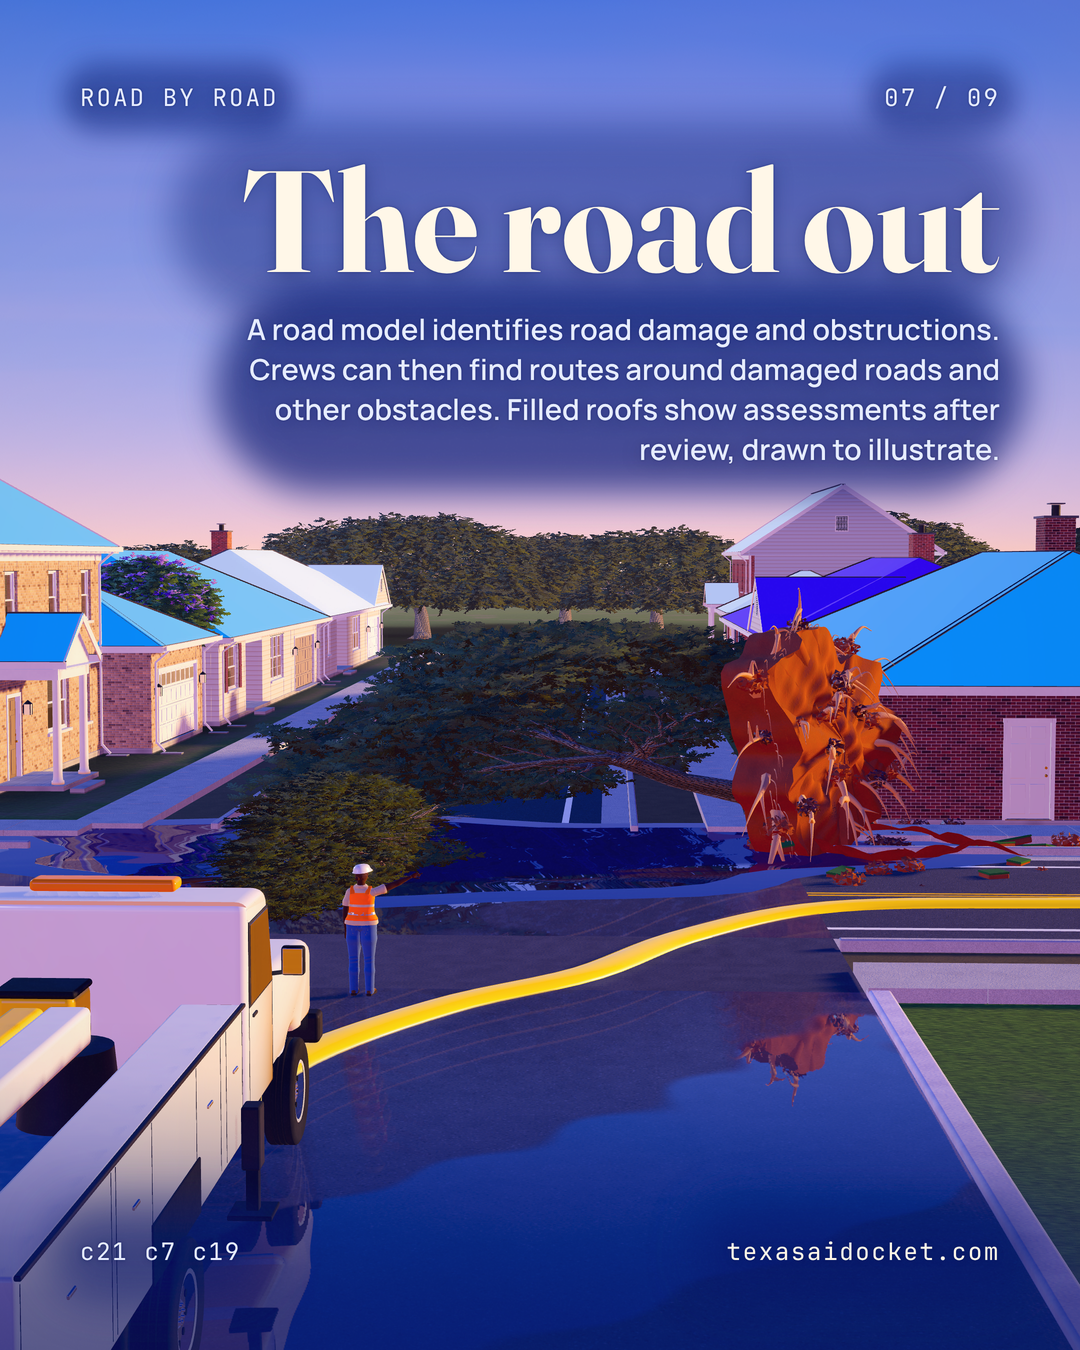 ROAD BY ROAD
07 / 09
The road out
A road model identifies road damage and obstructions.
Crews can then find routes around damaged roads and
other obstacles. Filled roofs show assessments after
review, drawn to illustrate.
c21 c7 c19
texasaidocket.com